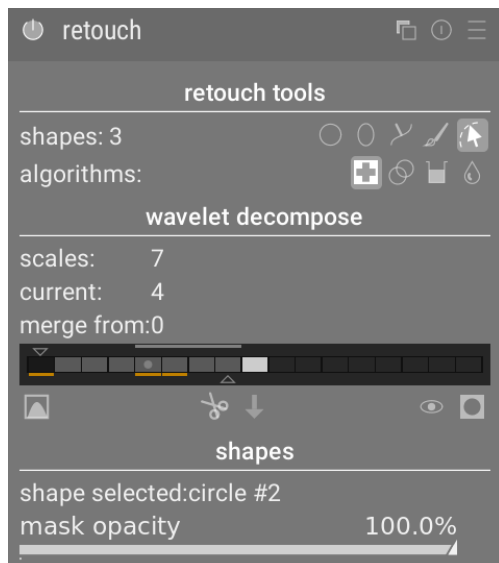 retouch
retouch tools
shapes: 3
algorithms:
wavelet decompose
scales: 7
current: 4
merge from:0
shapes
shape selected:circle #2
mask opacity 100.0%